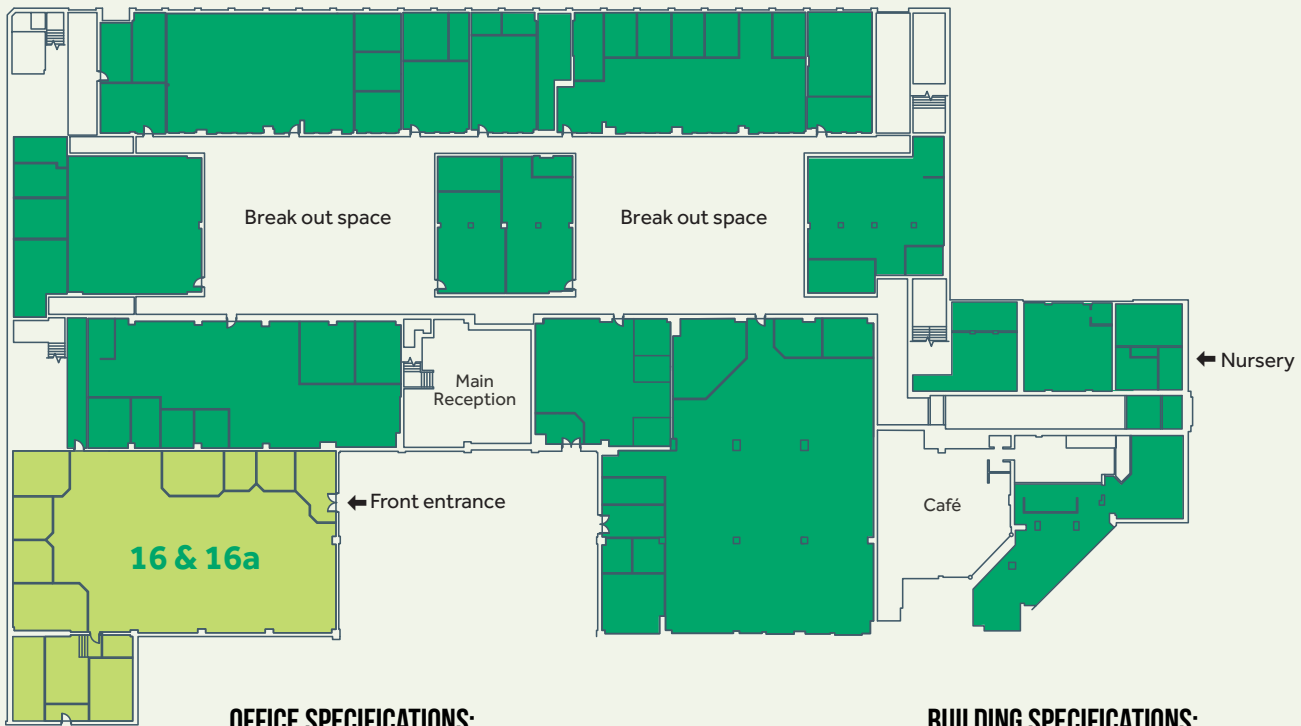 Break out space
Break out space
Main
Reception
Nursery
Front entrance
Café
16 & 16a
OFFICE SPECIFICATIONS:
BUILDING SPECIFICATIONS: